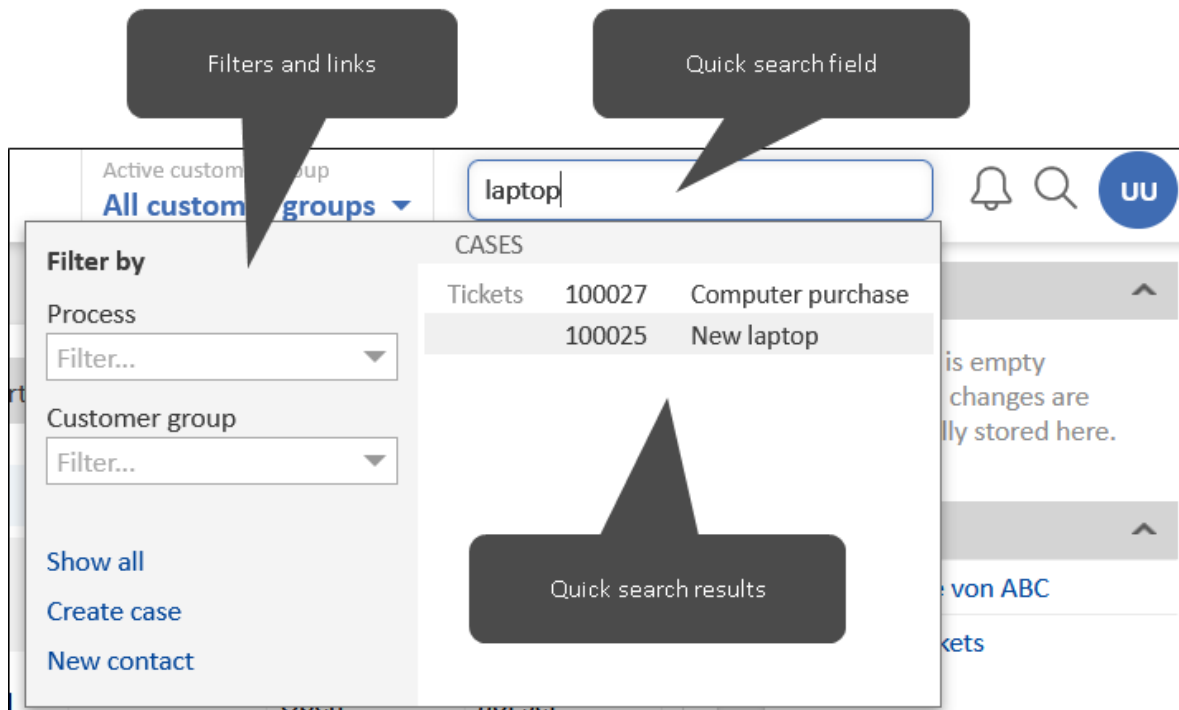 Filters and links
Quick search field
Active custom up
All custom groups
laptop
UU
Filter by
Process
Filter...
Customer group
Filter...
Show all
Create case
New contact
CASES
Tickets 100027 Computer purchase
100025 New laptop
Quick search results
is empty
changes are
lly stored here.
von ABC
kets